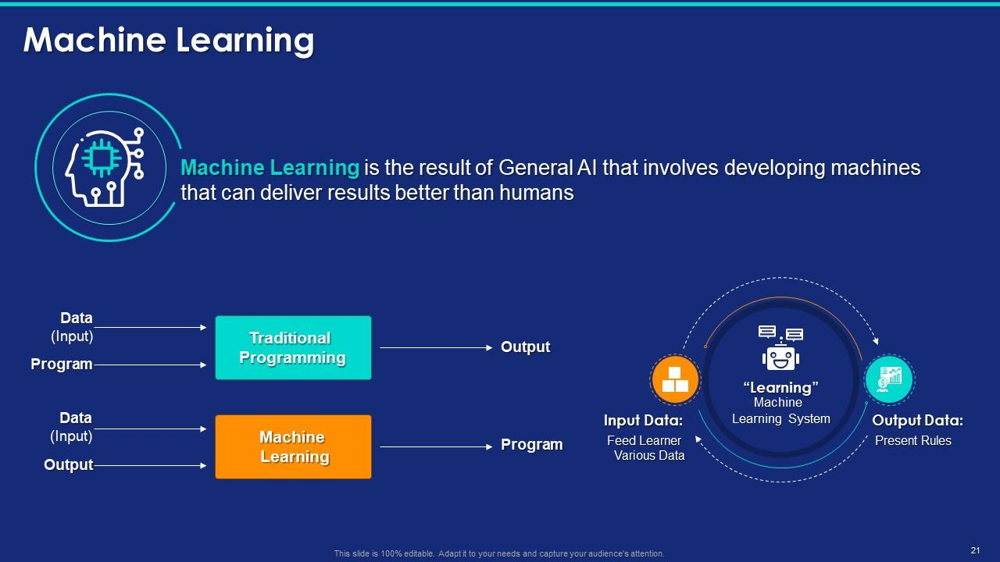 Machine Learning
Machine Learning is the result of General AI that involves developing machines
that can deliver results better than humans
Data
(Input)
Program
Traditional
Programming
Output
Data
(Input)
Output
Machine
Learning
Program
“Learning”
Machine
Learning System
Input Data:
Feed Learner
Various Data
Output Data:
Present Rules
This slide is 100% editable. Adapt it to your needs and capture your audience's attention.
21